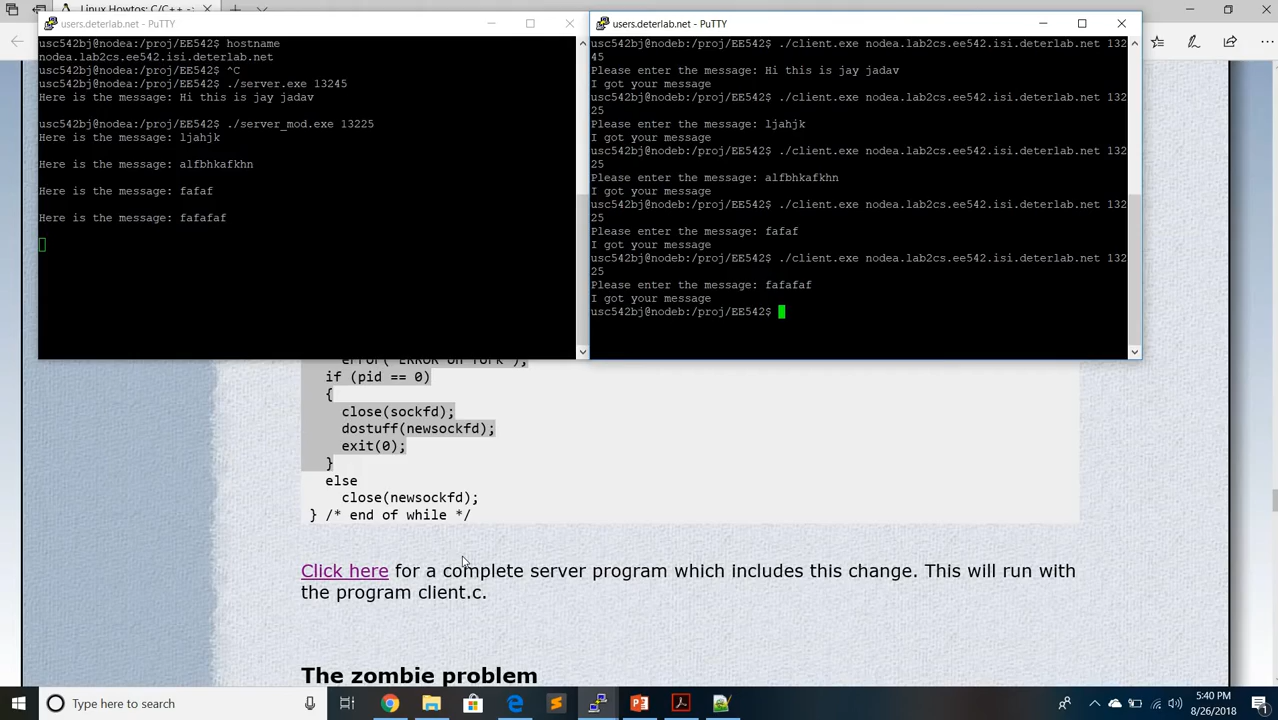 Linux Howtos: C/C++
users.deterlab.net - PuTTY
usc542bj@nodea:/proj/EE542$ hostname
nodea.lab2cs.ee542.isi.deterlab.net
usc542bj@nodea:/proj/EE542$ ^C
usc542bj@nodea:/proj/EE542$ ./server.exe 13245
Here is the message: Hi this is jay jadav
usc542bj@nodea:/proj/EE542$ ./server_mod.exe 13225
Here is the message: ljahjk
Here is the message: alfbhkafkhn
Here is the message: fafaf
Here is the message: fafafaf
users.deterlab.net - PuTTY
usc542bj@nodeb:/proj/EE542$ ./client.exe nodea.lab2cs.ee542.isi.deterlab.net 132
45
Please enter the message: Hi this is jay jadav
I got your message
usc542bj@nodeb:/proj/EE542$ ./client.exe nodea.lab2cs.ee542.isi.deterlab.net 132
25
Please enter the message: ljahjk
I got your message
usc542bj@nodeb:/proj/EE542$ ./client.exe nodea.lab2cs.ee542.isi.deterlab.net 132
25
Please enter the message: alfbhkafkhn
I got your message
usc542bj@nodeb:/proj/EE542$ ./client.exe nodea.lab2cs.ee542.isi.deterlab.net 132
25
Please enter the message: fafaf
I got your message
usc542bj@nodeb:/proj/EE542$ ./client.exe nodea.lab2cs.ee542.isi.deterlab.net 132
25
Please enter the message: fafafaf
I got your message
usc542bj@nodeb:/proj/EE542$
error("ERROR on fork");
if (pid == 0)
{
close(sockfd);
dostuff(newsockfd);
exit(0);
}
else
close(newsockfd);
} /* end of while */
Click here for a complete server program which includes this change. This will run with
the program client.c.
The zombie problem
Type here to search
5:40 PM
8/26/2018